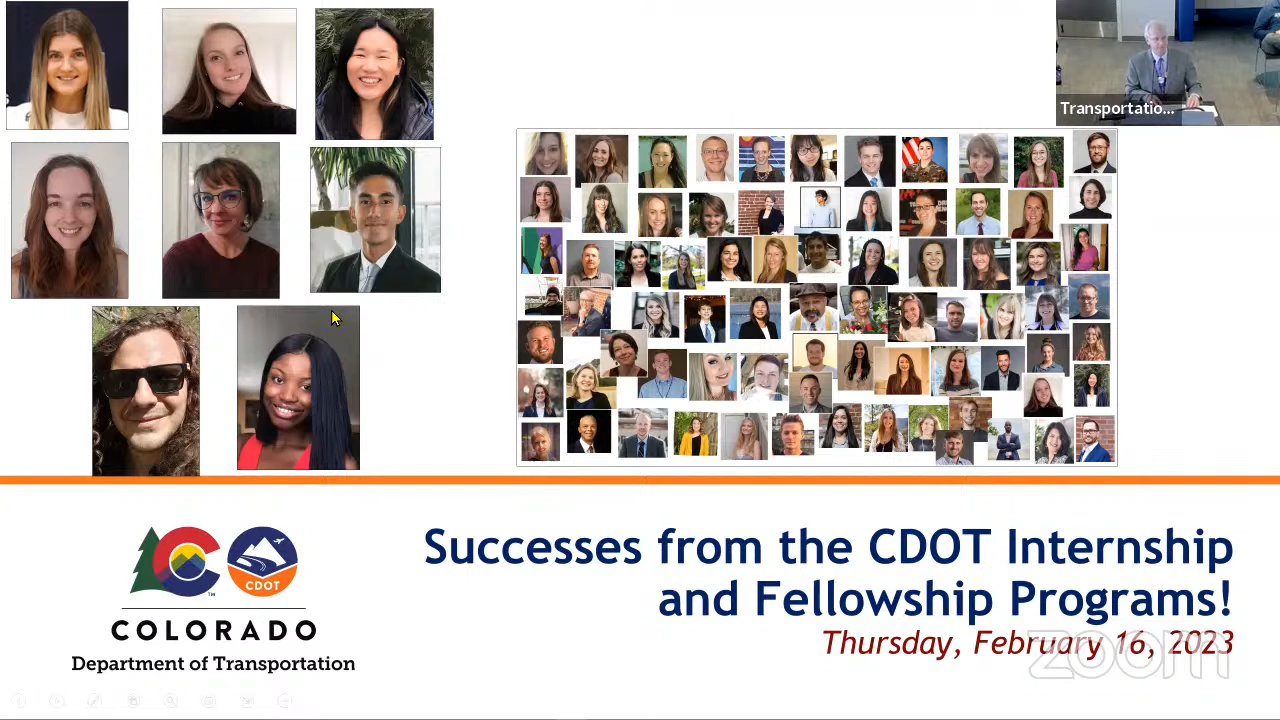 Transportatio...
CDOT
COLORADO
Department of Transportation
Successes from the CDOT Internship
and Fellowship Programs!
Thursday, February 16, 2023
zoom